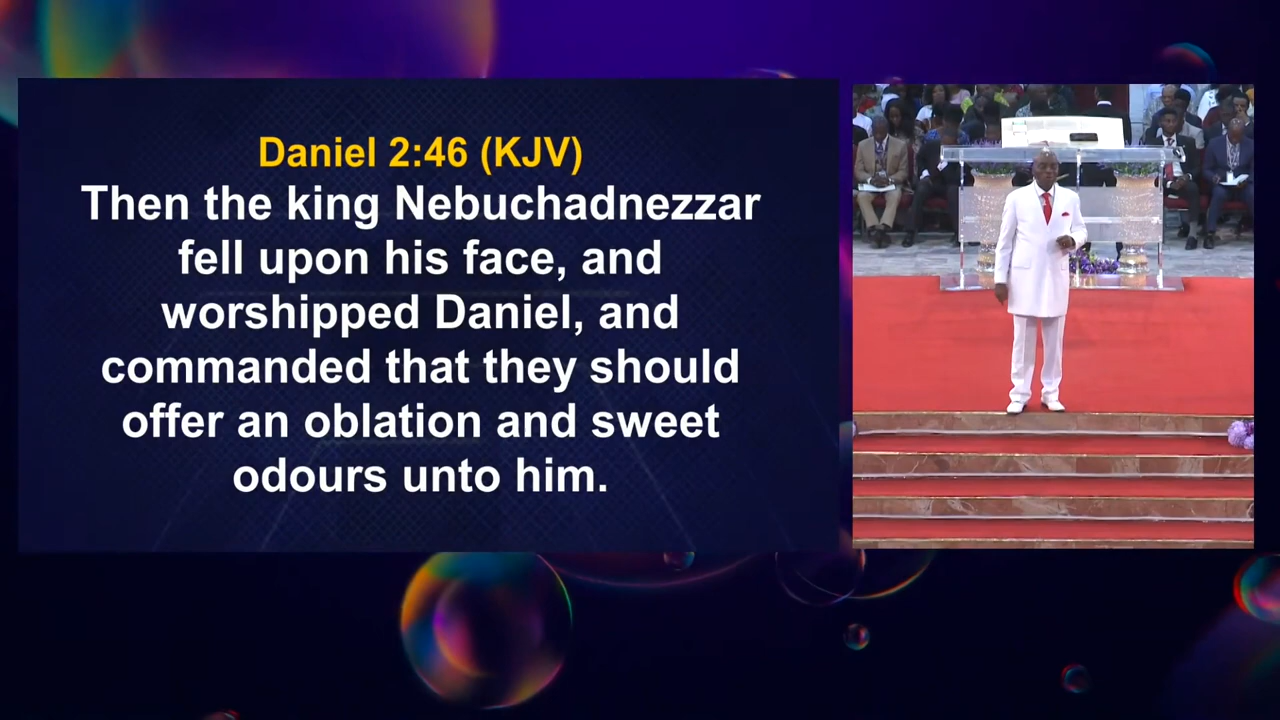 Daniel 2:46 (KJV)
Then the king Nebuchadnezzar
fell upon his face, and
worshipped Daniel, and
commanded that they should
offer an oblation and sweet
odours unto him.